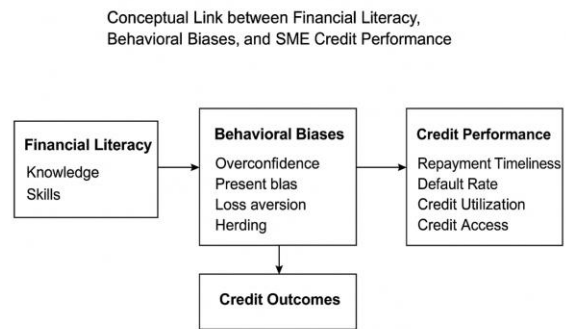 Conceptual Link between Financial Literacy,
Behavioral Biases, and SME Credit Performance
Financial Literacy
Knowledge
Skills
Behavioral Biases
Overconfidence
Present blas
Loss aversion
Herding
Credit Performance
Repayment Timeliness
Default Rate
Credit Utilization
Credit Access
Credit Outcomes